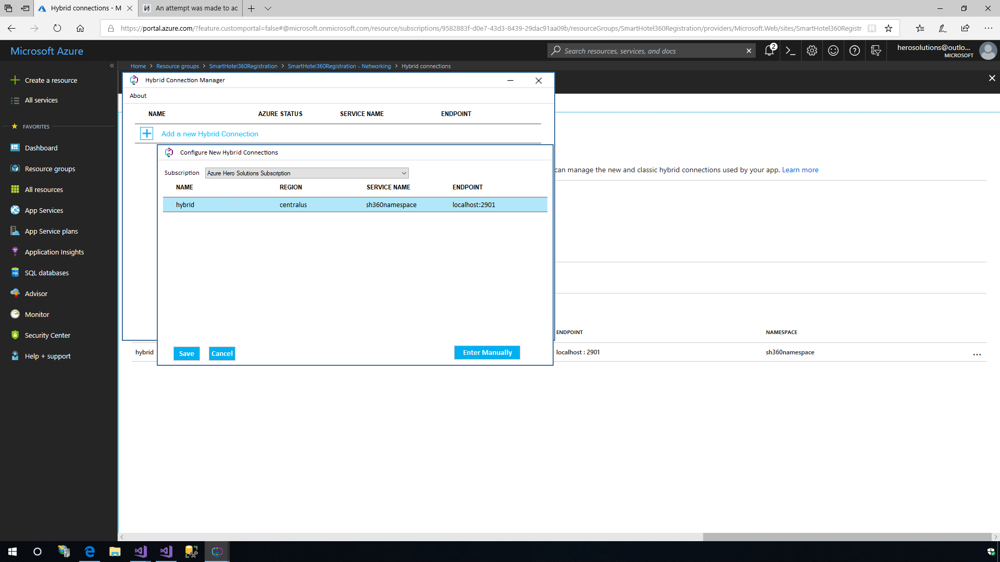 Hybrid connections - M
An attempt was made to ac
https://portal.azure.com/?feature.customportal=false#@microsoft.onmicrosoft.com/resource/subscriptions/9582883f-d0e7-43d3-8439-29dac91aa09b/resourceGroups/SmartHotel360Registration/providers/Microsoft.Web/sites/SmartHotel360Registr
Microsoft Azure
Search resources, services, and docs
2
herosolutions@outlo...
MICROSOFT
Home > Resource groups > SmartHotel360Registration > SmartHotel360Registration - Networking > Hybrid connections
Create a resource
All services
FAVORITES
Dashboard
Resource groups
All resources
App Services
App Service plans
Application Insights
SQL databases
Advisor
Monitor
Security Center
Help + support
Hybrid Connection Manager
About
NAME AZURE STATUS SERVICE NAME ENDPOINT
Add a new Hybrid Connection
Configure New Hybrid Connections
Subscription Azure Hero Solutions Subscription
NAME REGION SERVICE NAME ENDPOINT
hybrid centralus sh360namespace localhost:2901
Save Cancel Enter Manually
can manage the new and classic hybrid connections used by your app. Learn more
ENDPOINT NAMESPACE
hybrid localhost : 2901 sh360namespace ...